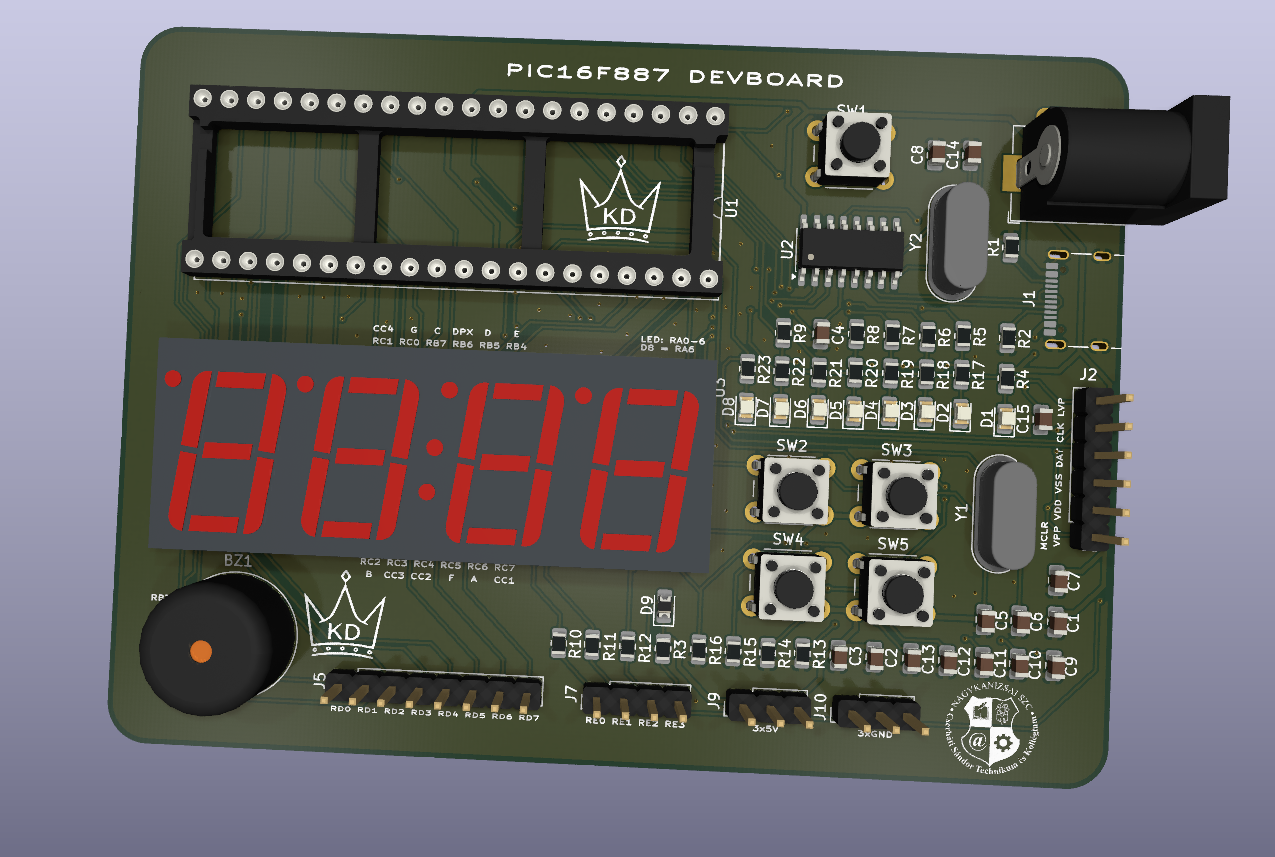 PIC16F887 DEVBOARD
SW1
C8
C14
KD
U1
U2
Y2
R1
J1
CC4 G C DPX D E
RC1 RC0 RB7 RB6 RB5 RB4
LED: RA0-6
D8 = RA6
R9 C4 R8 R7 R6 R5 R2
R23 R22 R21 R20 R19 R18 R17 R4
J2
D8 D7 D6 D5 D4 D3 D2 D1 C15
LVP
CLK
DAT
VSS
VDD
MCLR
VPP
SW2
SW3
Y1
SW4
SW5
BZ1
RC2 RC3 RC4 RC5 RC6 RC7
B CC3 CC2 F A CC1
KD
D9
C7
C5 C6 C1
R10 R11 R12 R3 R16 R15 R14 R13 C3 C2 C13 C12 C11 C10 C9
J5
RD0 RD1 RD2 RD3 RD4 RD5 RD6 RD7
J7
RE0 RE1 RE2 RE3
J9
3x5V
J10
3xGND
NAGYKANIZSAI SZC
Cserháti Sándor Technikum és Kollégium
@